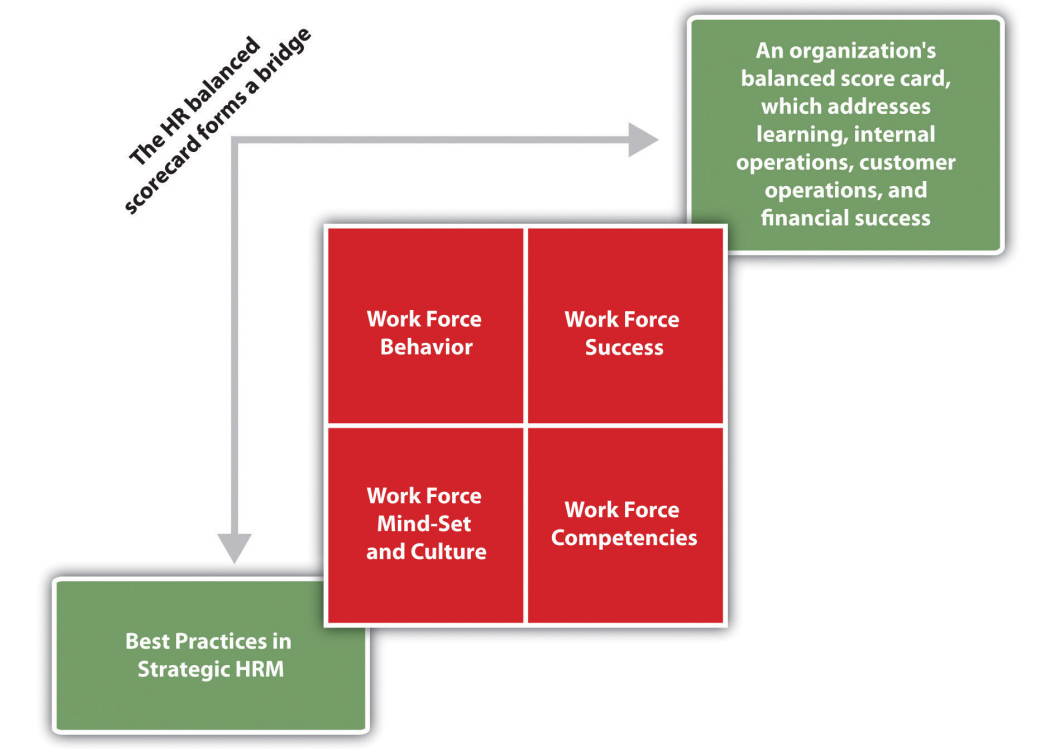 The HR balanced
scorecard forms a bridge
An organization's
balanced score card,
which addresses
learning, internal
operations, customer
operations, and
financial success
Work Force
Behavior
Work Force
Success
Work Force
Mind-Set
and Culture
Work Force
Competencies
Best Practices in
Strategic HRM